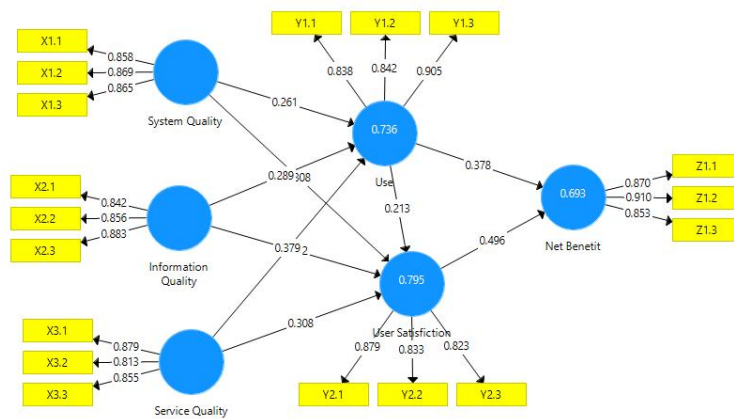 Y1.1
Y1.2
Y1.3
X1.1
X1.2
X1.3
0.858
0.869
0.865
System Quality
0.838
0.842
0.905
0.261
0.736
Use
X2.1
X2.2
X2.3
0.842
0.856
0.883
Information
Quality
0.289
308
0.378
0.213
0.693
Net Benetit
0.870
0.910
0.853
Z1.1
Z1.2
Z1.3
0.379
2
0.496
0.795
User Satisfiction
X3.1
X3.2
X3.3
0.879
0.813
0.855
Service Quality
0.308
0.879
0.833
0.823
Y2.1
Y2.2
Y2.3